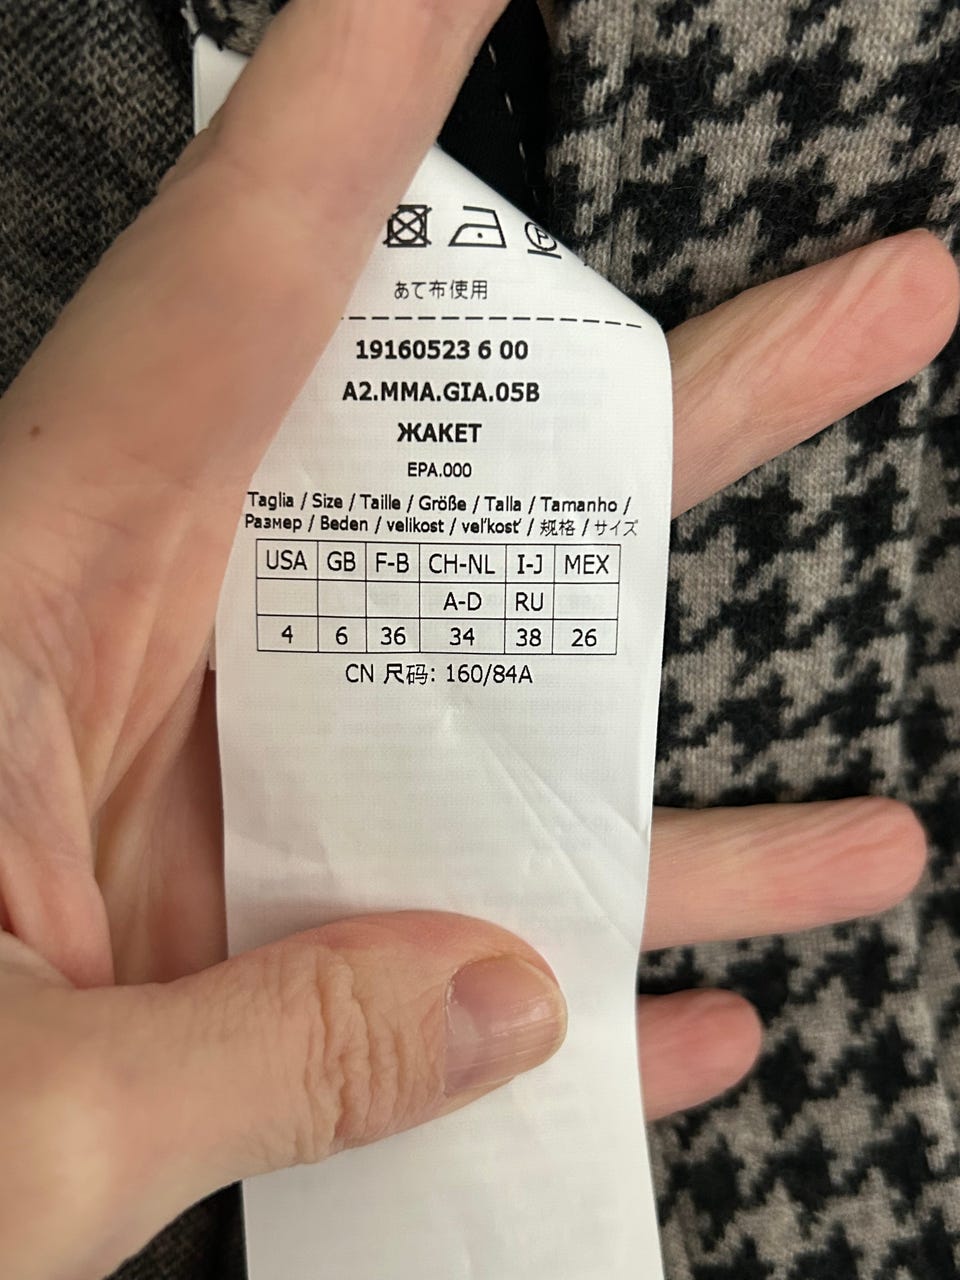 P
あて布使用
19160523 6 00
A2.MMA.GIA.05B
ЖАКЕТ
EPA.000
Taglia / Size / Taille / Größe / Talla / Tamanho /
Размер / Beden / velikost / veľkosť / 规格 / サイズ
USA GB F-B CH-NL I-J MEX
A-D RU
4 6 36 34 38 26
CN 尺码: 160/84A